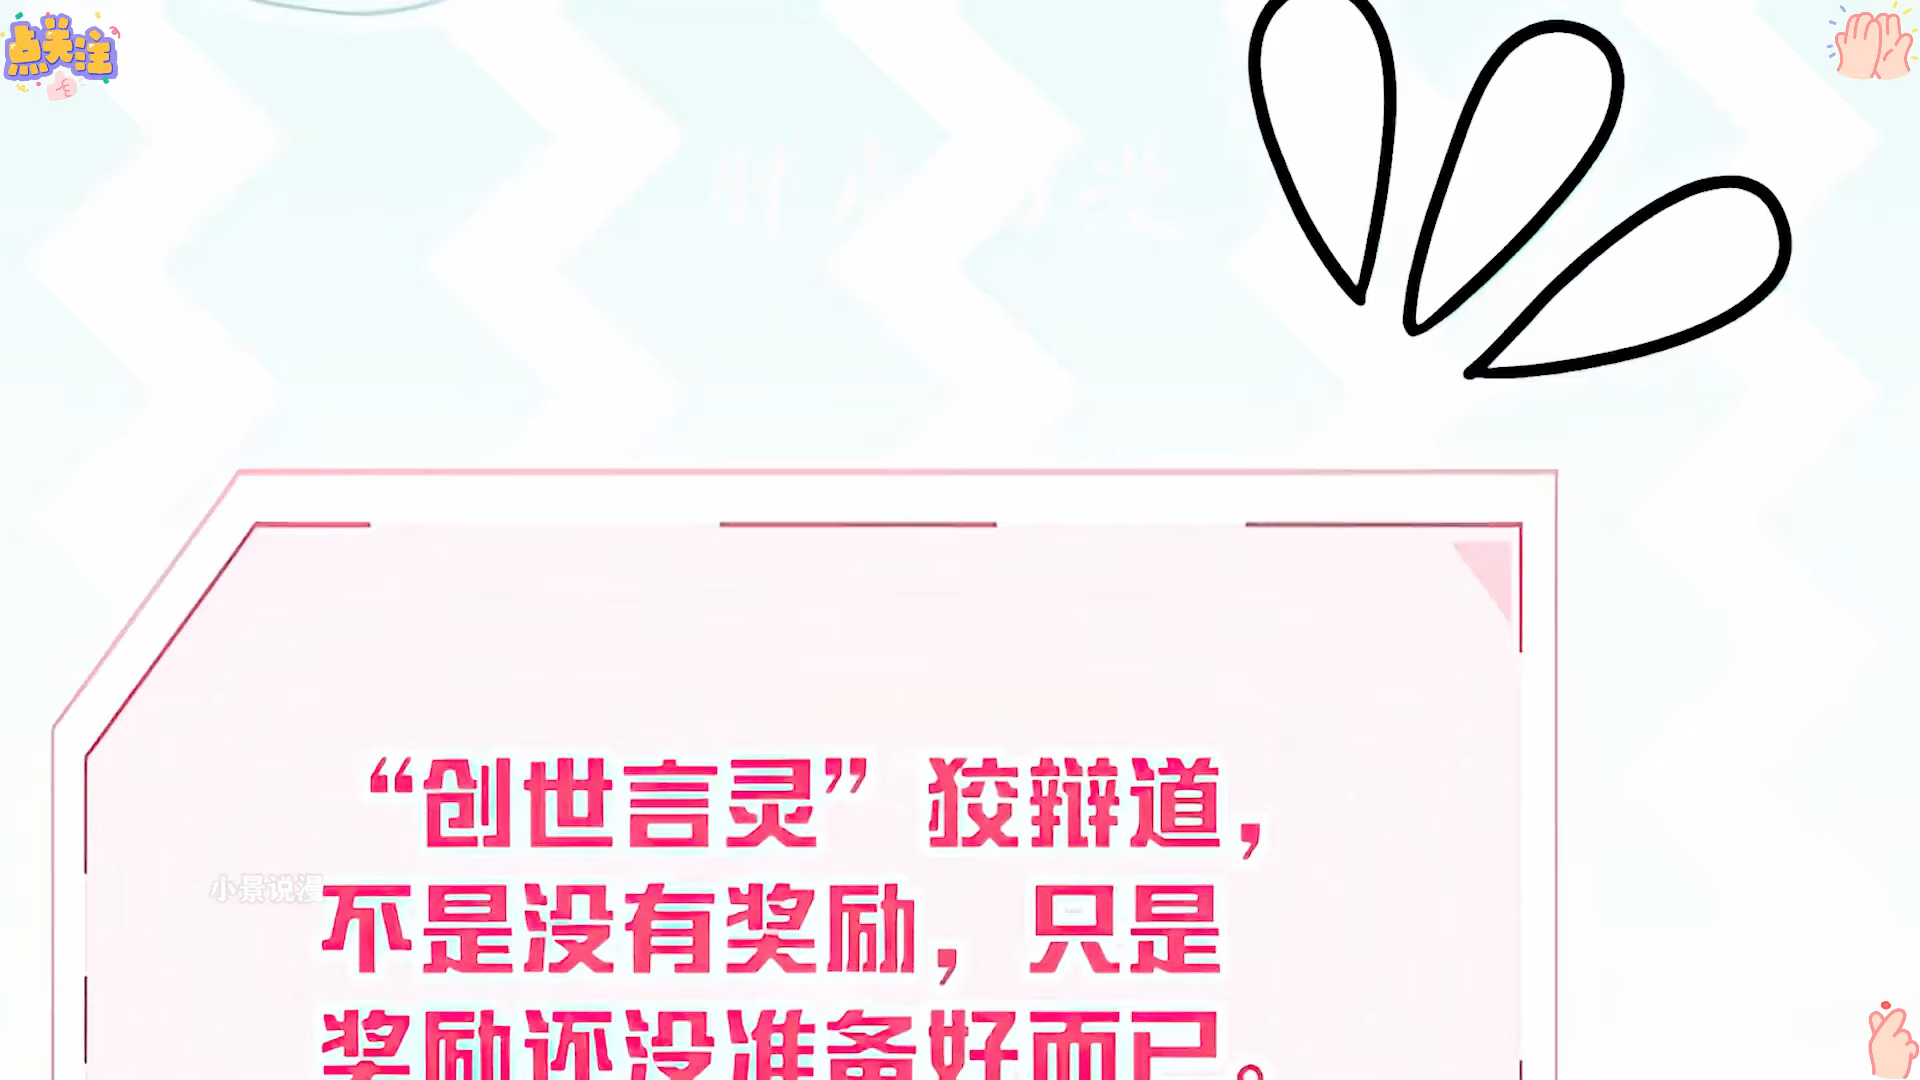 点关注
“创世言灵”狡辩道，
不是没有奖励，只是
小景说漫
奖励还没准备好而已。